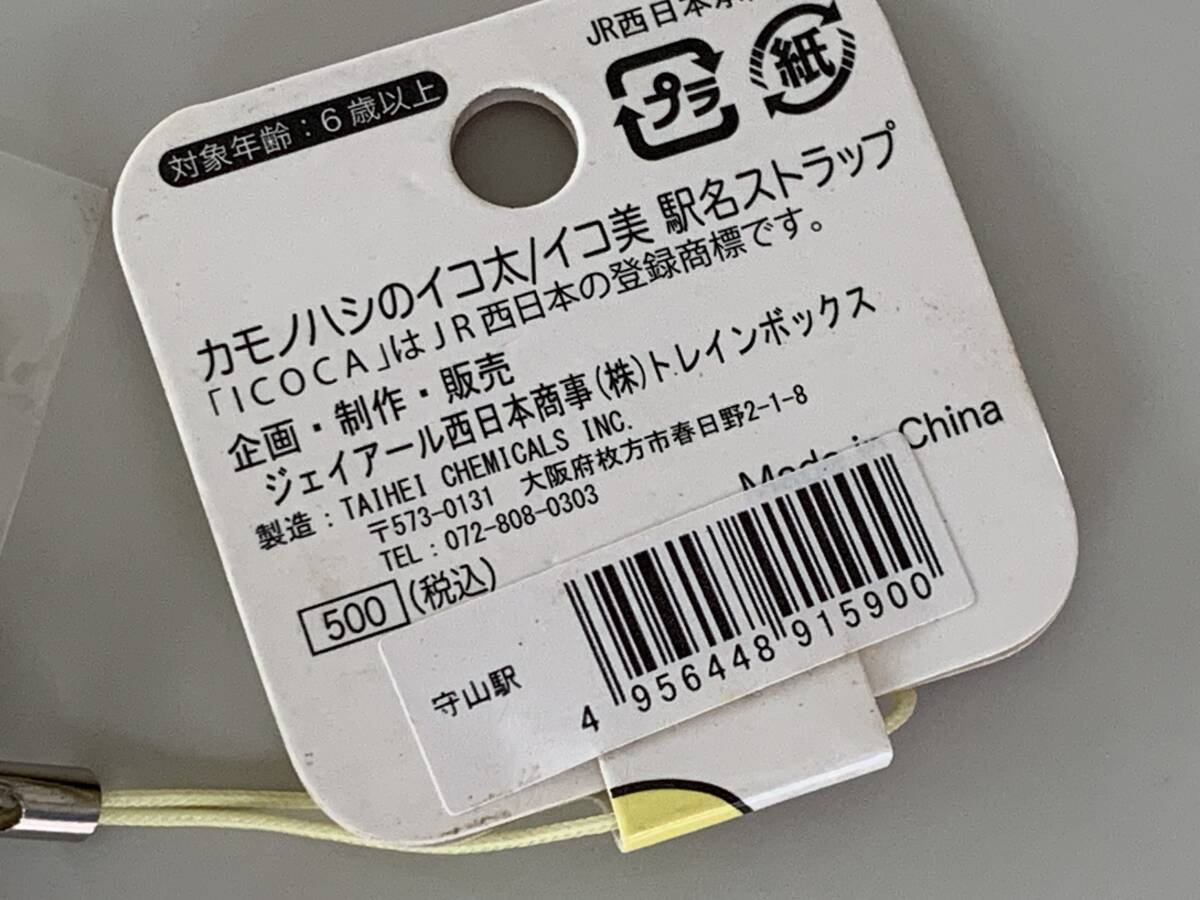 JR西日本
対象年齢：6歳以上
プラ
紙
カモノハシのイコ太/イコ美 駅名ストラップ
「ICOCA」はJR西日本の登録商標です。
企画・制作・販売
ジェイアール西日本商事(株)トレインボックス
製造：TAIHEI CHEMICALS INC.
〒573-0131 大阪府枚方市春日野2-1-8
TEL：072-808-0303
Made in China
500 (税込)
守山駅
4 956448 915900